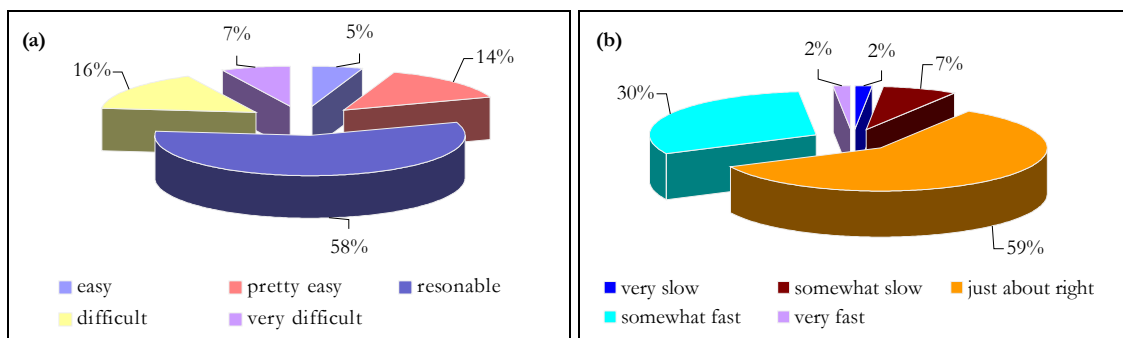 (a)
7%
5%
16%
14%
58%
easy
pretty easy
resonable
difficult
very difficult
(b)
2%
2%
7%
30%
59%
very slow
somewhat slow
just about right
somewhat fast
very fast